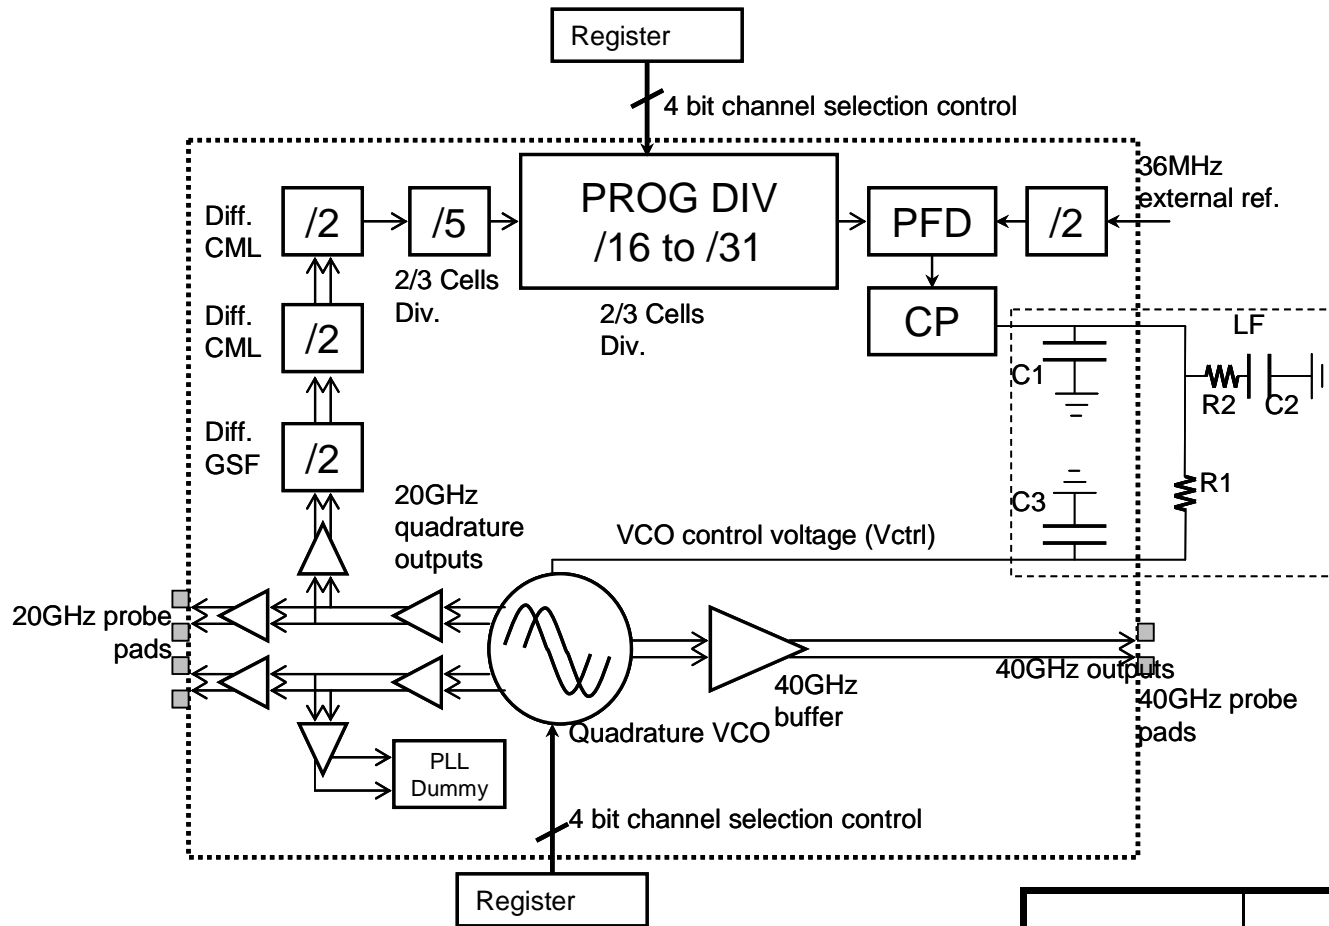 Register
4 bit channel selection control
36MHz
external ref.
Diff.
CML
/2
/5
PROG DIV
/16 to /31
PFD
/2
2/3 Cells
Div.
2/3 Cells
Div.
Diff.
CML
/2
CP
LF
C1
R2
C2
Diff.
GSF
/2
20GHz
quadrature
outputs
C3
R1
VCO control voltage (Vctrl)
20GHz probe
pads
40GHz outputs
40GHz
buffer
40GHz probe
pads
Quadrature VCO
PLL
Dummy
4 bit channel selection control
Register